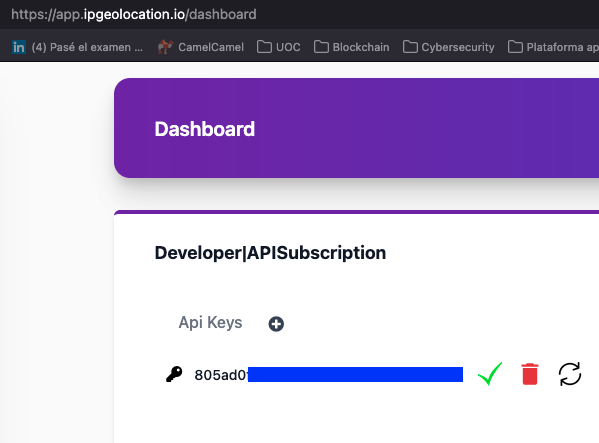 https://app.ipgeolocation.io/dashboard
in (4) Pasé el examen ... CamelCamel UOC Blockchain Cybersecurity Plataforma ap
Dashboard
Developer|APISubscription
Api Keys
805ad0